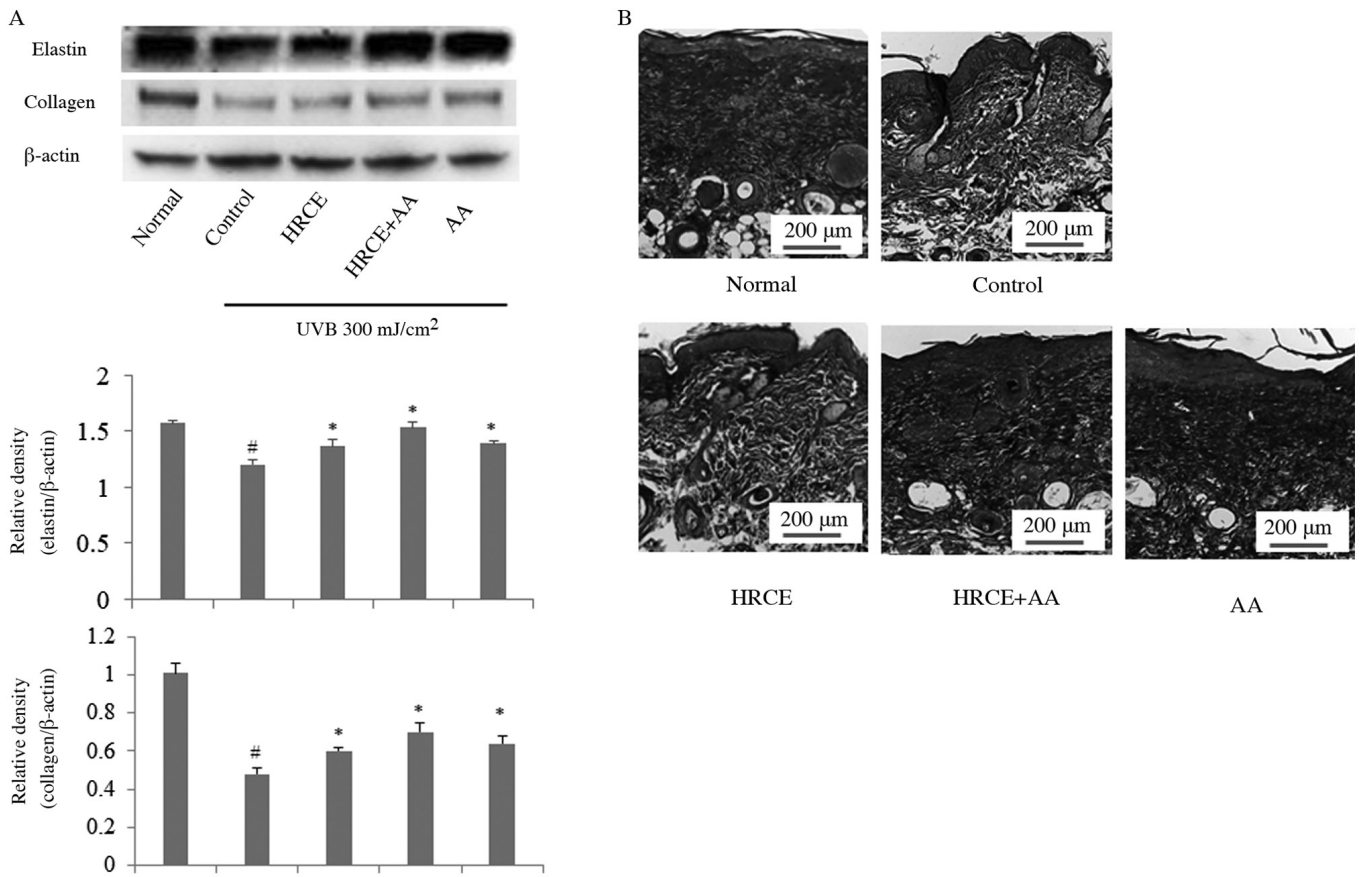 A
Elastin
Collagen
β-actin
Normal
Control
HRCE
HRCE+AA
AA
UVB 300 mJ/cm²
Relative density
(elastin/β-actin)
2
1.5
1
0.5
0
#
*
*
*
Relative density
(collagen/β-actin)
1.2
1
0.8
0.6
0.4
0.2
0
#
*
*
*
B
200 μm
200 μm
Normal
Control
200 μm
200 μm
200 μm
HRCE
HRCE+AA
AA